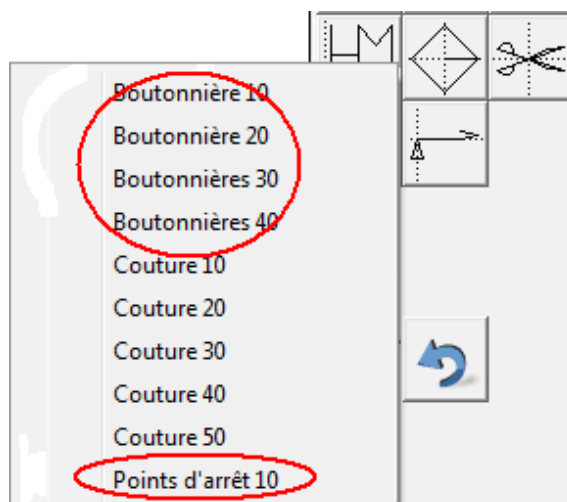 Boutonnière 10
Boutonnière 20
Boutonnières 30
Boutonnières 40
Couture 10
Couture 20
Couture 30
Couture 40
Couture 50
Points d'arrêt 10